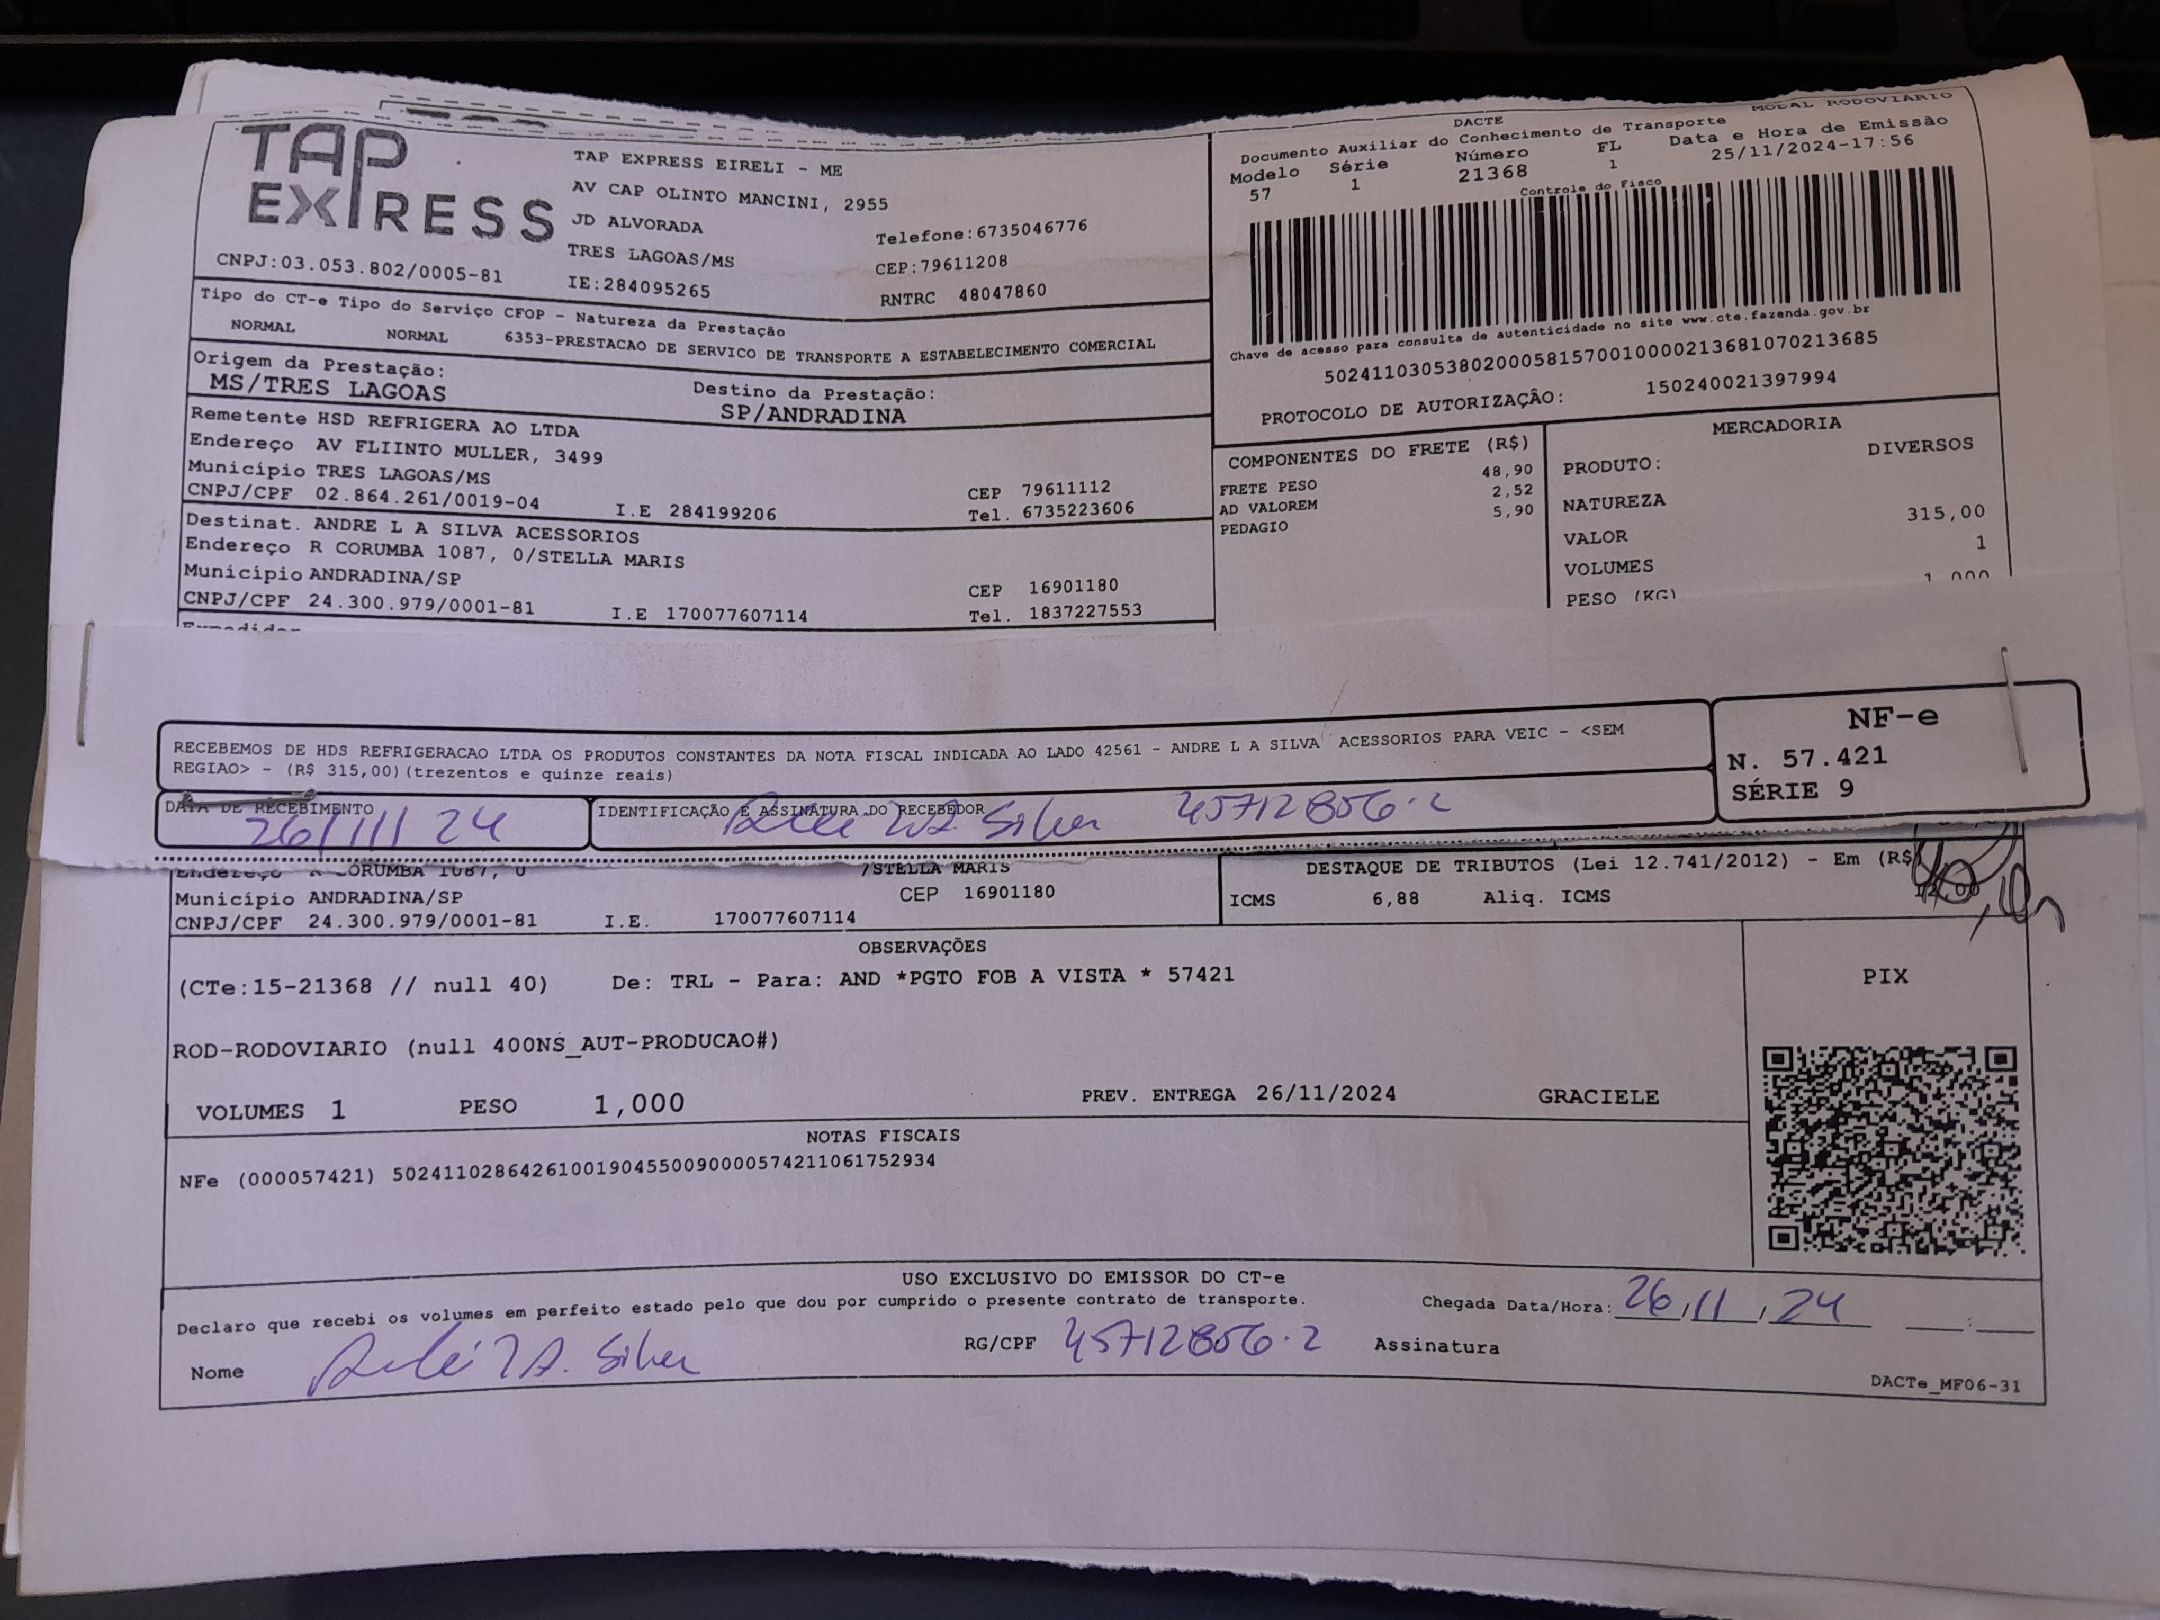 TAP
EXPRESS
TAP EXPRESS EIRELI - ME
AV CAP OLINTO MANCINI, 2955
JD ALVORADA
Telefone:6735046776
TRES LAGOAS/MS
CEP:79611208
CNPJ:03.053.802/0005-81
IE:284095265
RNTRC 48047860
DACTE
MODAL RODOVIARIO
Documento Auxiliar do Conhecimento de Transporte
Modelo Série Número FL Data e Hora de Emissão
57 1 21368 1 25/11/2024-17:56
Controle do Fisco
Chave de acesso para consulta de autenticidade no site www.cte.fazenda.gov.br
50241103053802000581570010000213681070213685
PROTOCOLO DE AUTORIZAÇÂO: 150240021397994
Tipo do CT-e Tipo do Serviço CFOP - Natureza da Prestação
NORMAL NORMAL 6353-PRESTACAO DE SERVICO DE TRANSPORTE A ESTABELECIMENTO COMERCIAL
Origem da Prestação:
MS/TRES LAGOAS
Destino da Prestação:
SP/ANDRADINA
Remetente HSD REFRIGERA AO LTDA
Endereço AV FLIINTO MULLER, 3499
Município TRES LAGOAS/MS
CEP 79611112
CNPJ/CPF 02.864.261/0019-04 I.E 284199206 Tel. 6735223606
Destinat. ANDRE L A SILVA ACESSORIOS
Endereço R CORUMBA 1087, 0/STELLA MARIS
Município ANDRADINA/SP
CEP 16901180
CNPJ/CPF 24.300.979/0001-81 I.E 170077607114 Tel. 1837227553
COMPONENTES DO FRETE (R$)
FRETE PESO 48,90
AD VALOREM 2,52
PEDAGIO 5,90
MERCADORIA
PRODUTO: DIVERSOS
NATUREZA
VALOR 315,00
VOLUMES 1
PESO (KG) 1,000
RECEBEMOS DE HDS REFRIGERACAO LTDA OS PRODUTOS CONSTANTES DA NOTA FISCAL INDICADA AO LADO 42561 - ANDRE L A SILVA ACESSORIOS PARA VEIC - <SEM
REGIAO> - (R$ 315,00)(trezentos e quinze reais)
NF-e
N. 57.421
SÉRIE 9
DATA DE RECEBIMENTO
26/11/24
IDENTIFICAÇÃO E ASSINATURA DO RECEBEDOR
Silva 45712856-2
Endereço R CORUMBA 1087, 0 /STELLA MARIS
Município ANDRADINA/SP CEP 16901180
CNPJ/CPF 24.300.979/0001-81 I.E. 170077607114
DESTAQUE DE TRIBUTOS (Lei 12.741/2012) - Em (R$)
ICMS 6,88 Aliq. ICMS 12,00
OBSERVAÇÕES
(CTe:15-21368 // null 40) De: TRL - Para: AND *PGTO FOB A VISTA * 57421
ROD-RODOVIARIO (null 400NS_AUT-PRODUCAO#)
VOLUMES 1 PESO 1,000 PREV. ENTREGA 26/11/2024 GRACIELE
PIX
NOTAS FISCAIS
NFe (000057421) 50241102864261001904550090000574211061752934
USO EXCLUSIVO DO EMISSOR DO CT-e
Declaro que recebi os volumes em perfeito estado pelo que dou por cumprido o presente contrato de transporte.
Chegada Data/Hora: 26/11/24 __:__
Nome Silva RG/CPF 45712856-2 Assinatura
DACTe_MF06-31